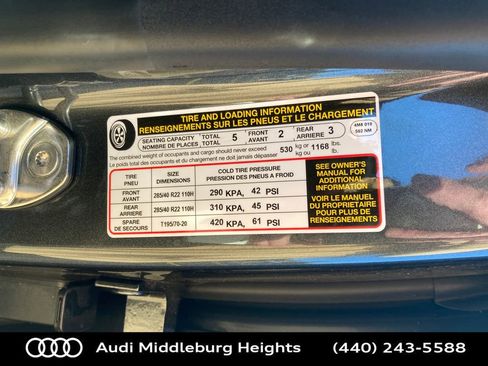 TIRE AND LOADING INFORMATION
RENSEIGNEMENTS SUR LES PNEUS ET LE CHARGEMENT
SEATING CAPACITY TOTAL 5 FRONT 2 REAR 3
NOMBRE DE PLACES TOTAL AVANT ARRIERE
4M8 010
502 NM
The combined weight of occupants and cargo should never exceed 530 kg or 1168 lbs.
Le poids total des occupants et du chargement ne doit jamais dépasser kg ou lb.
TIRE SIZE COLD TIRE PRESSURE
PNEU DIMENSIONS PRESSION DES PNEUS A FROID
FRONT
AVANT 285/40 R22 110H 290 KPA, 42 PSI
REAR
ARRIERE 285/40 R22 110H 310 KPA, 45 PSI
SPARE
DE SECOURS T195/70-20 420 KPA, 61 PSI
SEE OWNER'S
MANUAL FOR
ADDITIONAL
INFORMATION
VOIR LE MANUEL
DU PROPRIETAIRE
POUR PLUS DE
RENSEIGNEMENTS
Audi Middleburg Heights (440) 243-5588